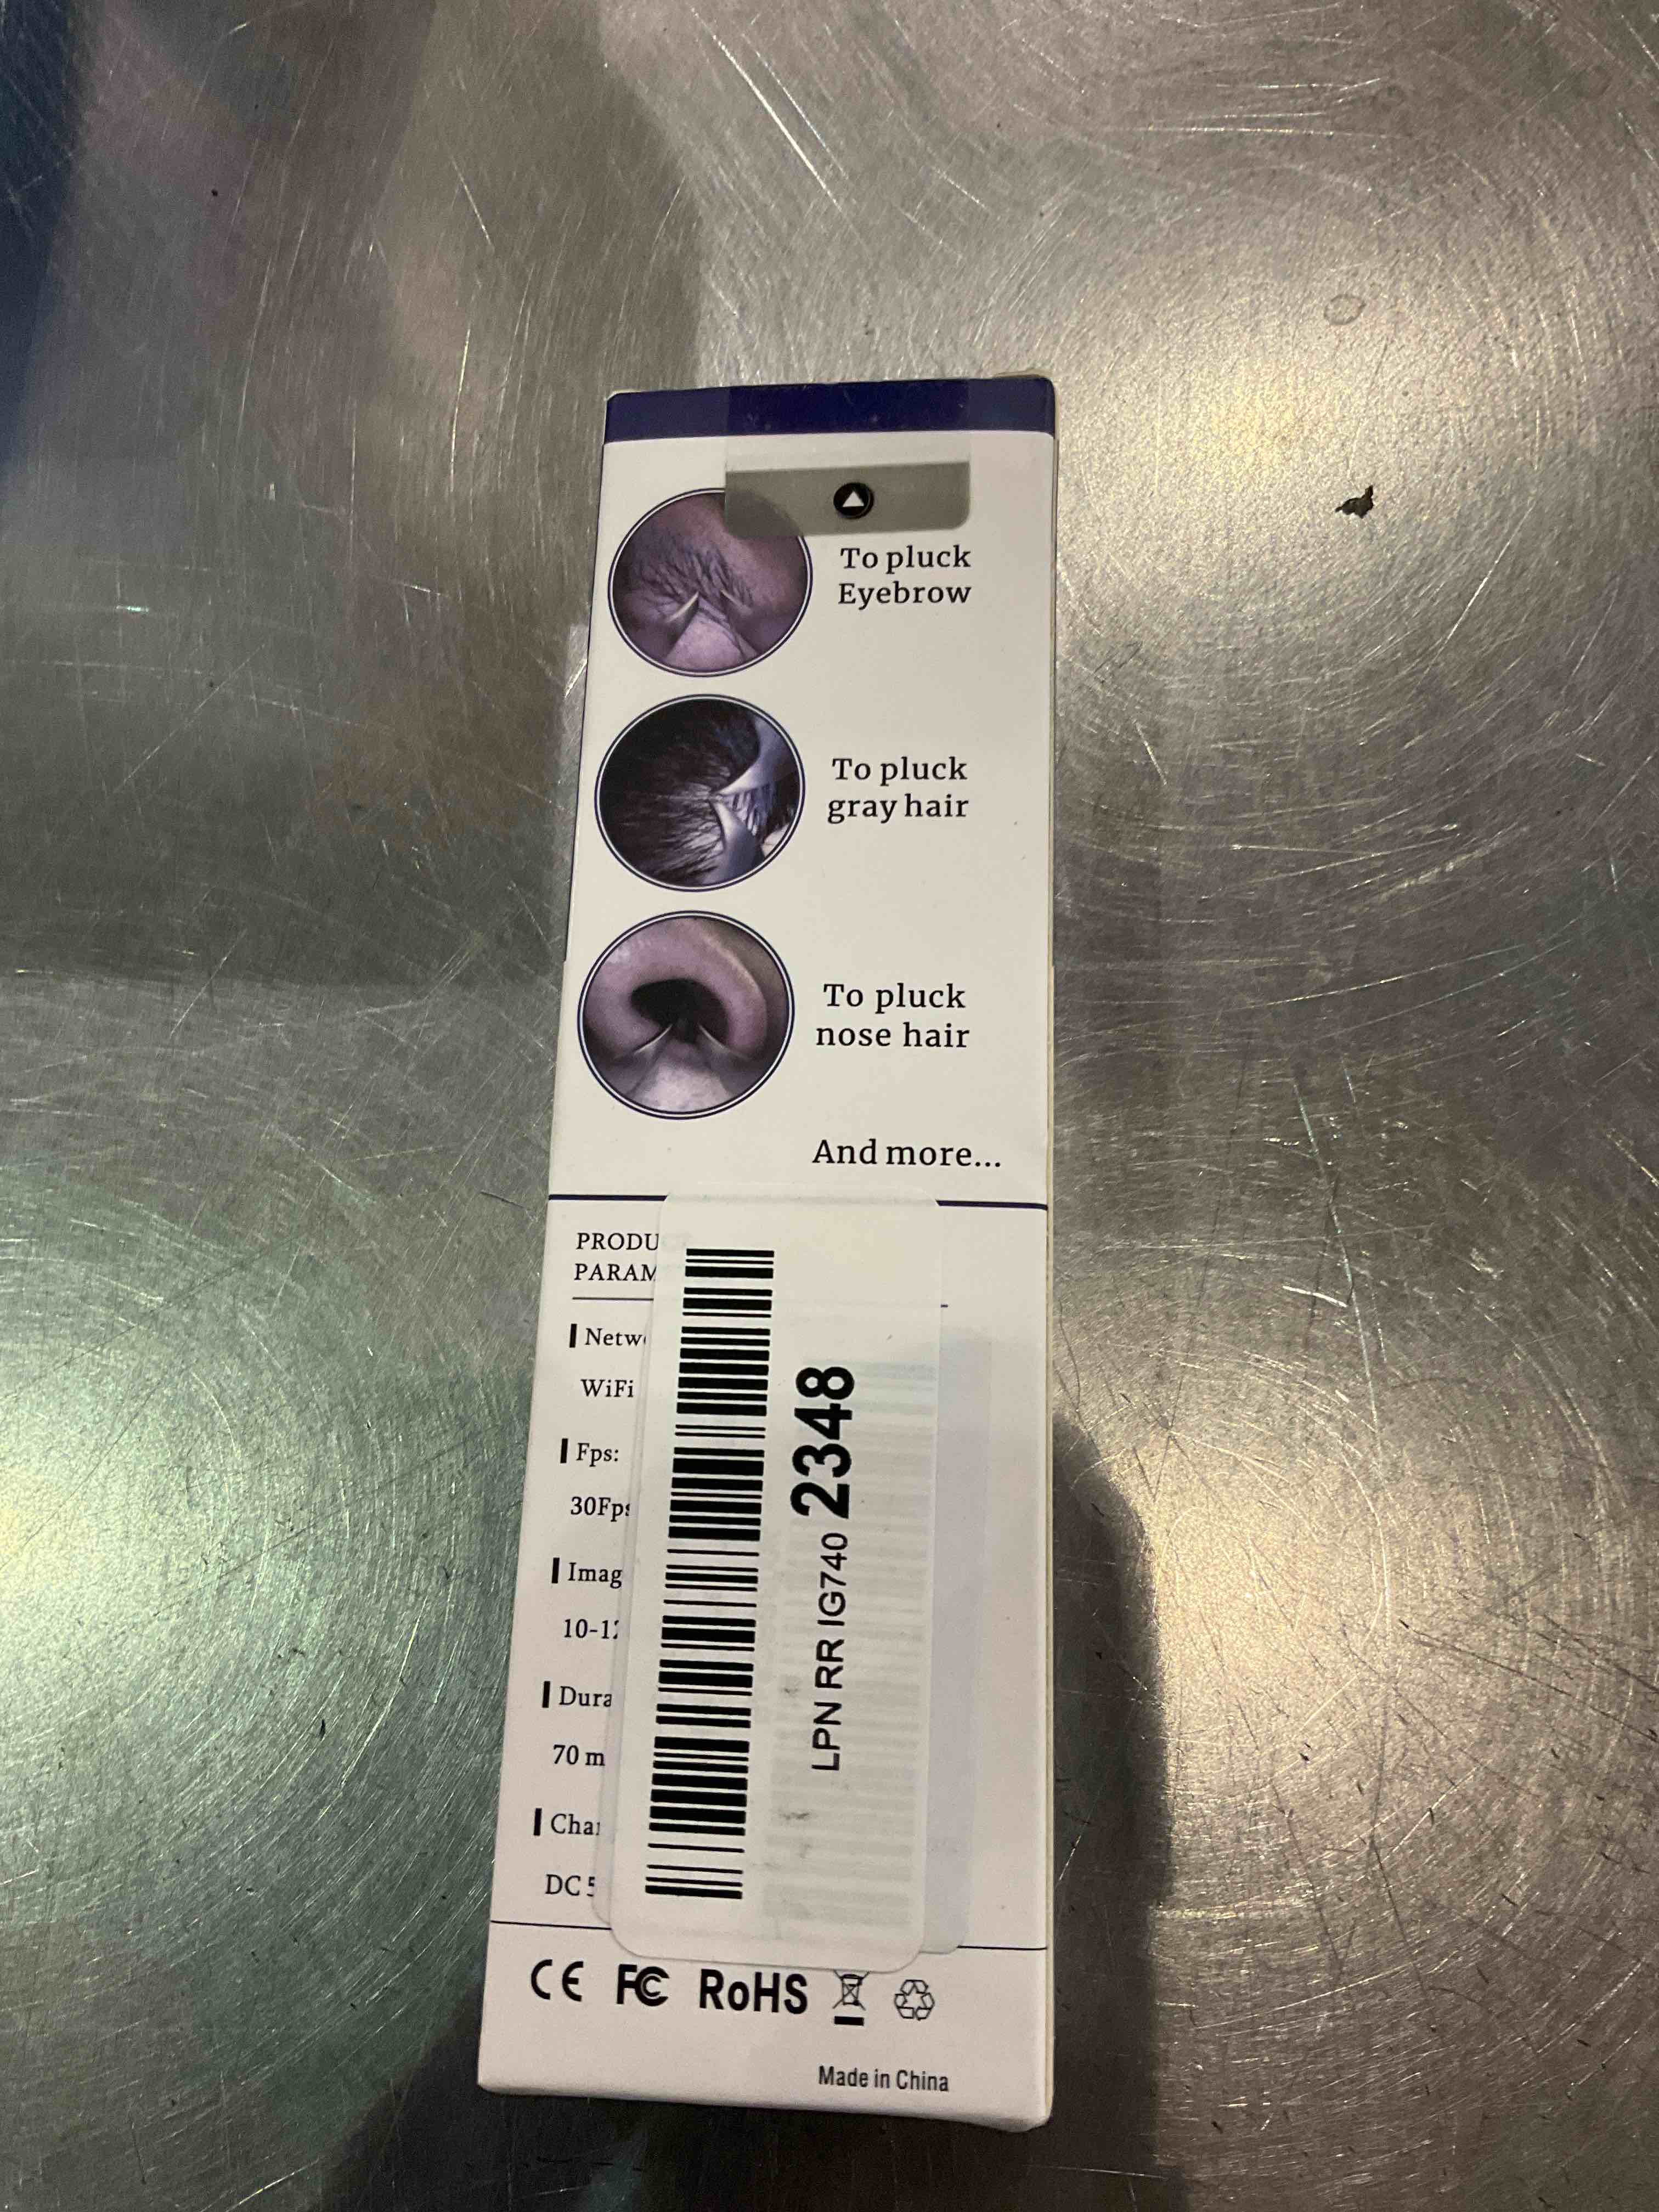 To pluck
Eyebrow
To pluck
gray hair
To pluck
nose hair
And more...
PRODU
PARAM
Netw
WiFi
Fps:
30Fps
Imag
10-1
Dura
70 m
Cha
DC 5
LPN RR IG740 2348
CE FC RoHS
Made in China